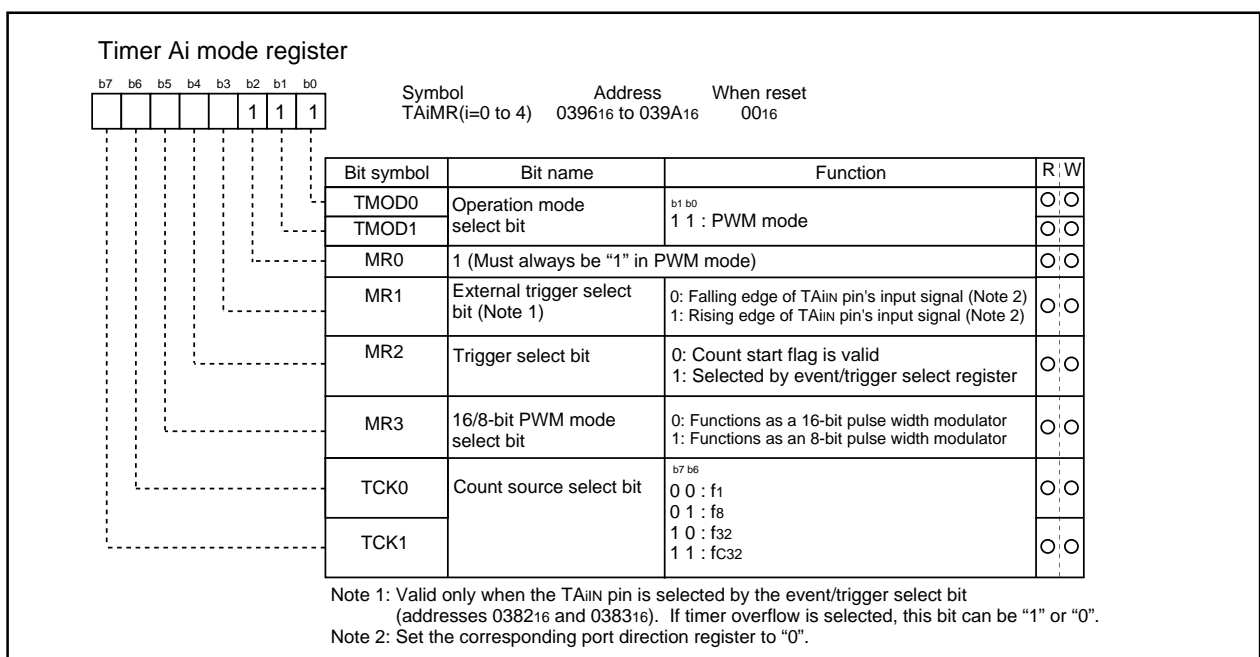 Timer Ai mode register
b7 b6 b5 b4 b3 b2 b1 b0
1 1 1
Symbol Address When reset
TAiMR(i=0 to 4) 039616 to 039A16 0016
Bit symbol Bit name Function R W
TMOD0 Operation mode select bit b1 b0
TMOD1 1 1 : PWM mode
MR0 1 (Must always be “1” in PWM mode)
MR1 External trigger select 0: Falling edge of TAiIN pin's input signal (Note 2)
bit (Note 1) 1: Rising edge of TAiIN pin's input signal (Note 2)
MR2 Trigger select bit 0: Count start flag is valid
1: Selected by event/trigger select register
MR3 16/8-bit PWM mode 0: Functions as a 16-bit pulse width modulator
select bit 1: Functions as an 8-bit pulse width modulator
b7 b6
TCK0 Count source select bit 0 0 : f1
0 1 : f8
TCK1 1 0 : f32
1 1 : fC32
Note 1: Valid only when the TAiIN pin is selected by the event/trigger select bit
(addresses 038216 and 038316). If timer overflow is selected, this bit can be “1” or “0”.
Note 2: Set the corresponding port direction register to “0”.